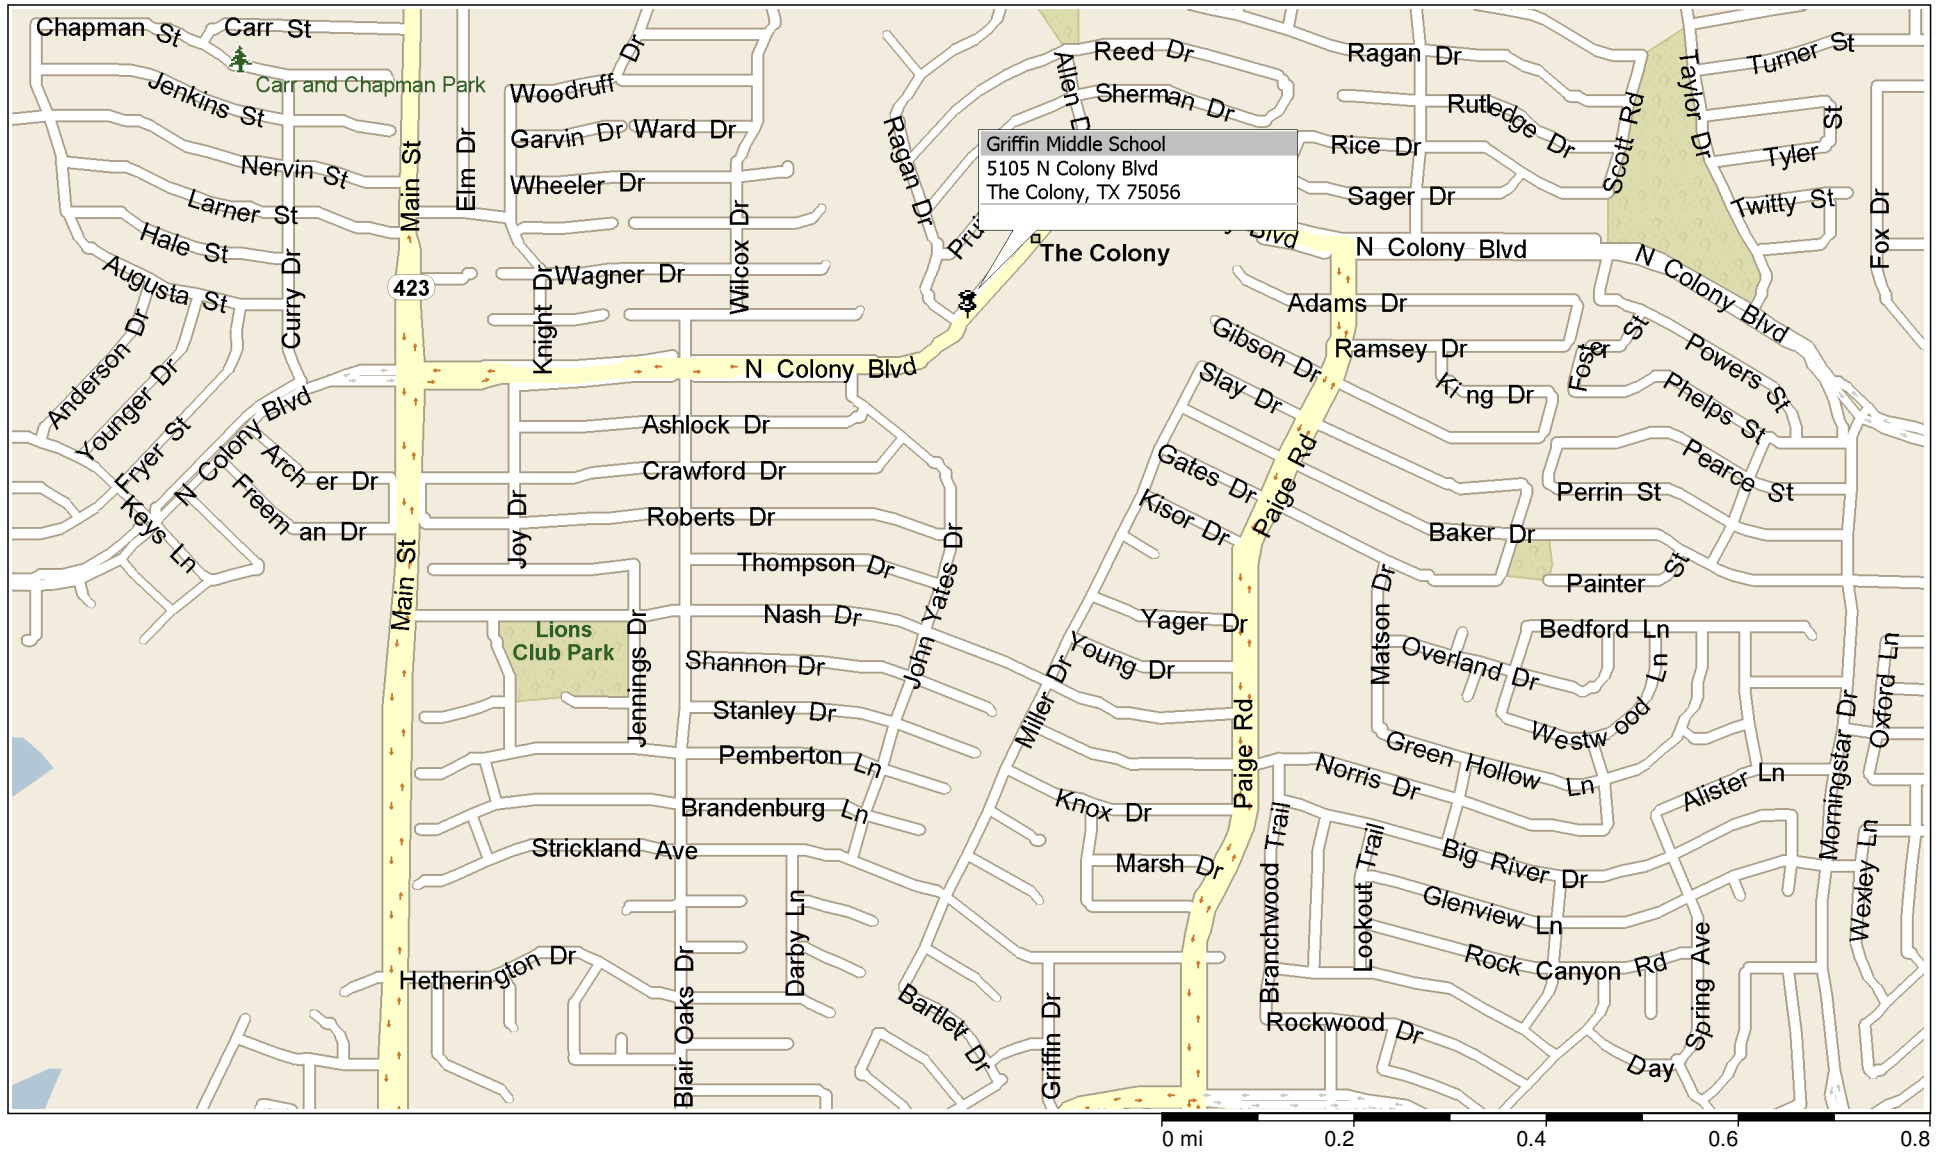 Chapman St
Carr St
Carr and Chapman Park
Jenkins St
Nervin St
Larner St
Hale St
Augusta St
Curry Dr
Anderson Dr
Younger Dr
Fryer St
N Colony Blvd
Archer Dr
Freeman Dr
Keys Ln
Main St
423
Main St
Elm Dr
Woodruff Dr
Garvin Dr
Ward Dr
Wheeler Dr
Wilcox Dr
Wagner Dr
Knight Dr
N Colony Blvd
Ragan Dr
Allen D
Reed Dr
Sherman Dr
Prui
Griffin Middle School
5105 N Colony Blvd
The Colony, TX 75056
The Colony
y Blvd
Ragan Dr
Rutledge Dr
Rice Dr
Sager Dr
Scott Rd
Taylor Dr
Turner St
St
Tyler
Twitty St
Fox Dr
N Colony Blvd
N Colony Blvd
Adams Dr
Gibson Dr
Ramsey Dr
Slay Dr
King Dr
Foster St
Powers St
Phelps St
Pearce St
Perrin St
Gates Dr
Kisor Dr
Paige Rd
Baker Dr
Painter St
Ashlock Dr
Crawford Dr
Roberts Dr
Joy Dr
Thompson Dr
Nash Dr
John Yates Dr
Lions
Club Park
Jennings Dr
Shannon Dr
Stanley Dr
Pemberton Ln
Brandenburg Ln
Strickland Ave
Yager Dr
Young Dr
Miller Dr
Paige Rd
Knox Dr
Marsh Dr
Matson Dr
Bedford Ln
Overland Dr
Westwood Ln
Green Hollow Ln
Norris Dr
Alister Ln
Morningstar Dr
Oxford Ln
Wexley Ln
Branchwood Trail
Lookout Trail
Big River Dr
Glenview Ln
Rock Canyon Rd
Spring Ave
Rockwood Dr
Day
Hetherington Dr
Blair Oaks Dr
Darby Ln
Bartlett Dr
Griffin Dr
0 mi
0.2
0.4
0.6
0.8